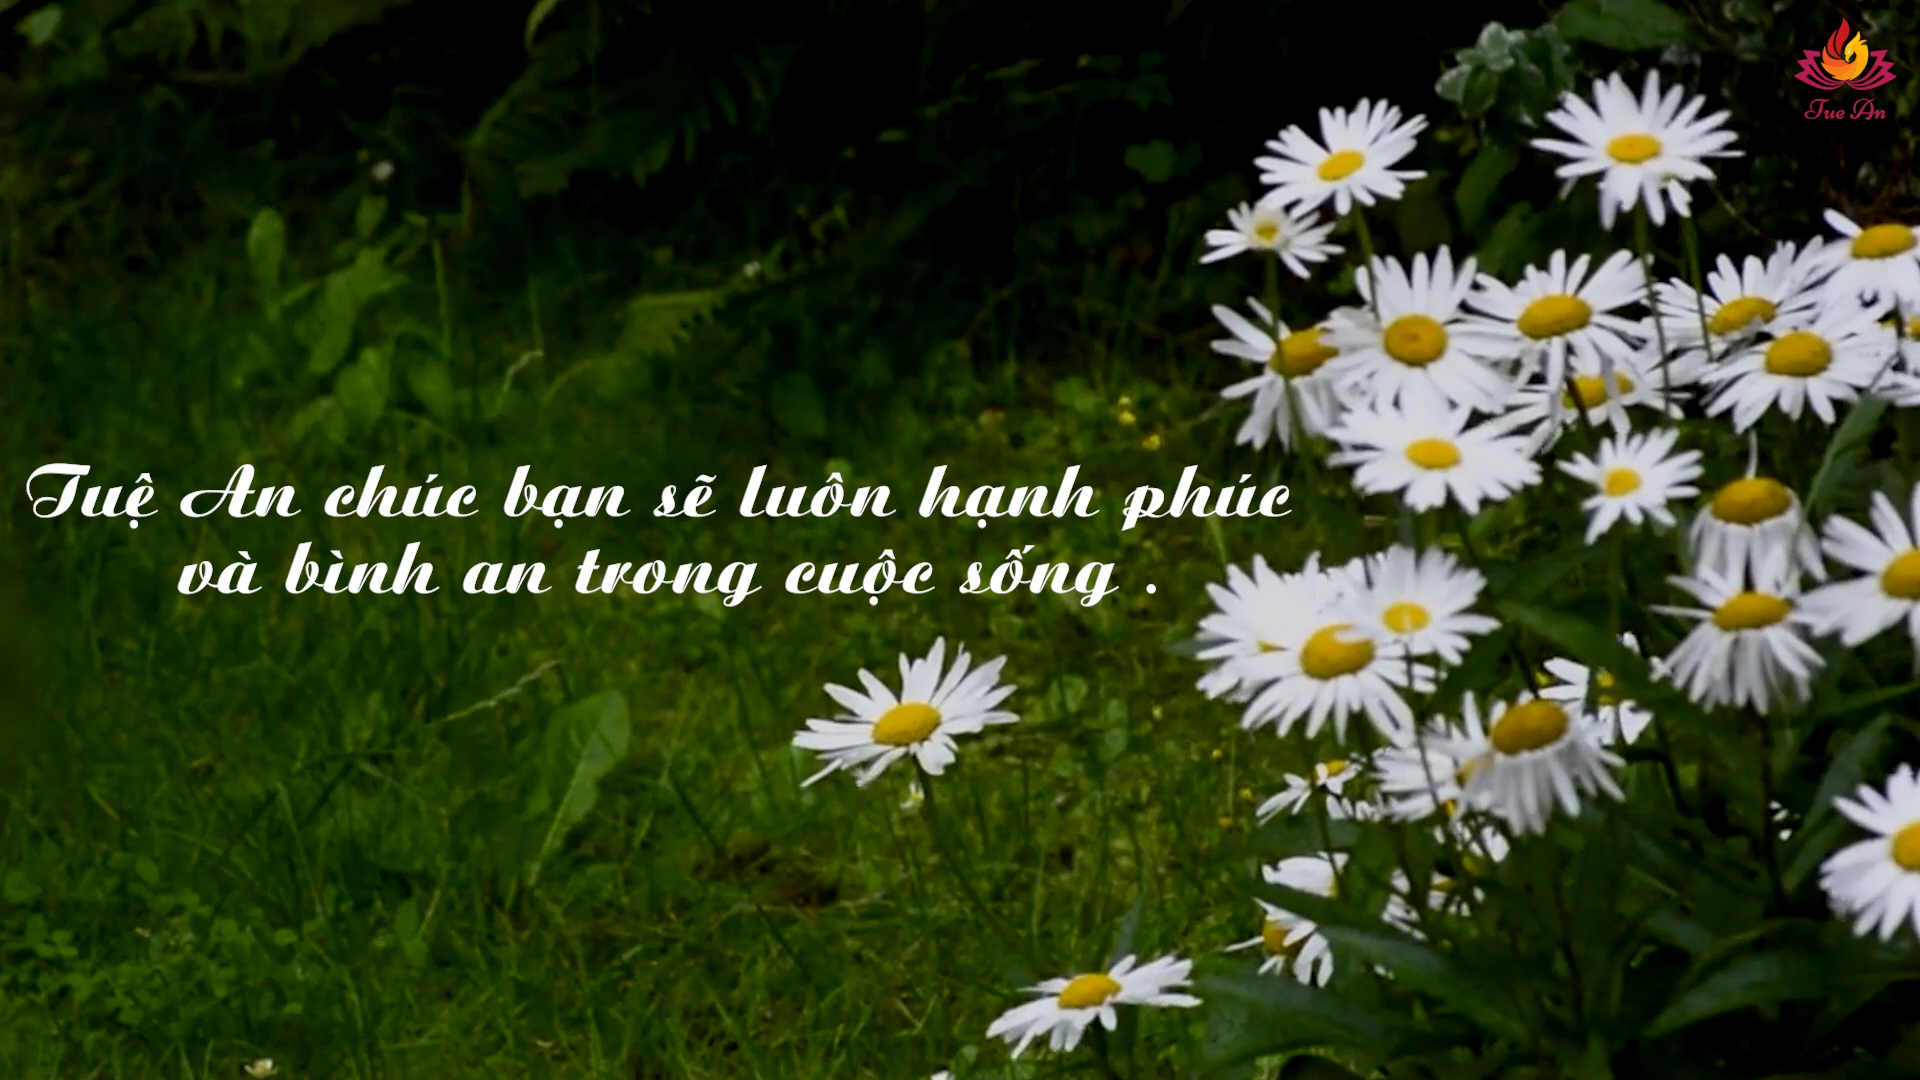 Tue An
Tuệ An chúc bạn sẽ luôn hạnh phúc
và bình an trong cuộc sống .